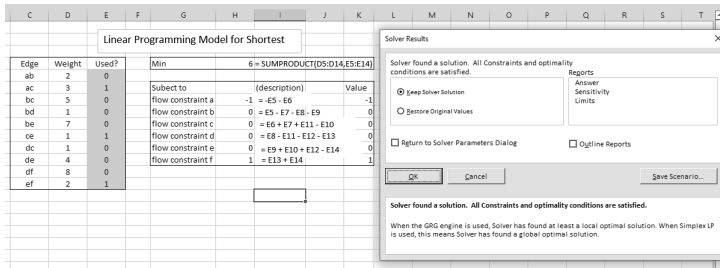 C D E F G H I J K L M N O P Q R S T
Linear Programming Model for Shortest
Edge Weight Used? Min 6 = SUMPRODUCT(D5:D14,E5:E14)
ab 2 0
ac 3 1 Subect to (description) Value
bc 5 0 flow constraint a -1 = -E5 - E6 -1
bd 1 0 flow constraint b 0 = E5 - E7 - E8 - E9 0
be 7 0 flow constraint c 0 = E6 + E7 + E11 - E10 0
ce 1 1 flow constraint d 0 = E8 - E11 - E12 - E13 0
dc 1 0 flow constraint e 0 = E9 + E10 + E12 - E14 0
de 4 0 flow constraint f 1 = E13 + E14 1
df 8 0
ef 2 1
Solver Results
Solver found a solution. All Constraints and optimality
conditions are satisfied.
Reports
Answer
Sensitivity
Limits
Keep Solver Solution
Restore Original Values
Return to Solver Parameters Dialog
Outline Reports
OK Cancel Save Scenario...
Solver found a solution. All Constraints and optimality conditions are satisfied.
When the GRG engine is used, Solver has found at least a local optimal solution. When Simplex LP
is used, this means Solver has found a global optimal solution.